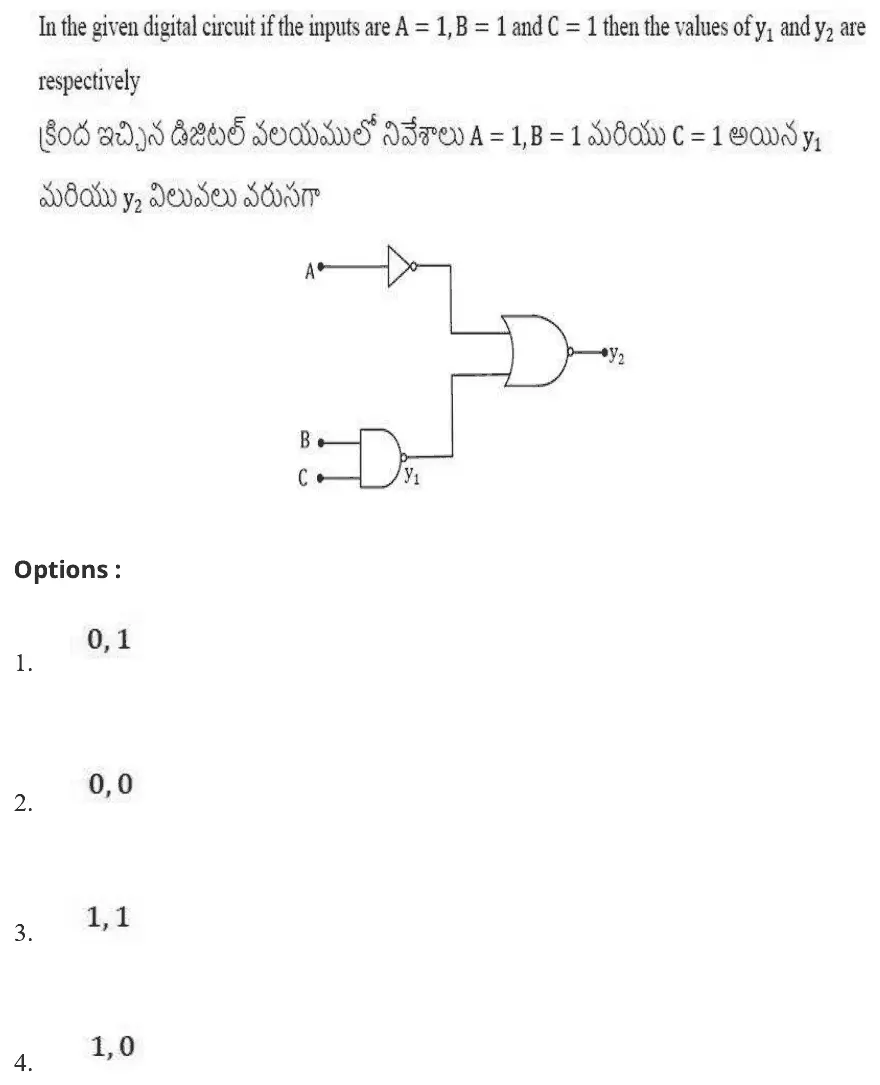 In the given digital circuit if the inputs are A = 1, B = 1 and C = 1 then the values of y₁ and y₂ are
respectively
క్రింద ఇచ్చిన డిజిటల్ వలయములో నివేశాలు A = 1, B = 1 మరియు C = 1 అయిన y₁
మరియు y₂ విలువలు వరుసగా
A
y₂
B
C
y₁
Options :
1. 0, 1
2. 0, 0
3. 1, 1
4. 1, 0